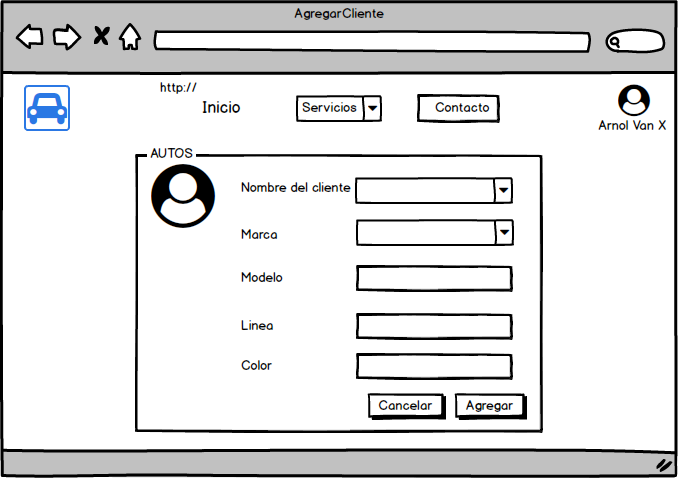 AgregarCliente
http://
Inicio
Servicios
Contacto
Arnol Van X
AUTOS
Nombre del cliente
Marca
Modelo
Linea
Color
Cancelar
Agregar